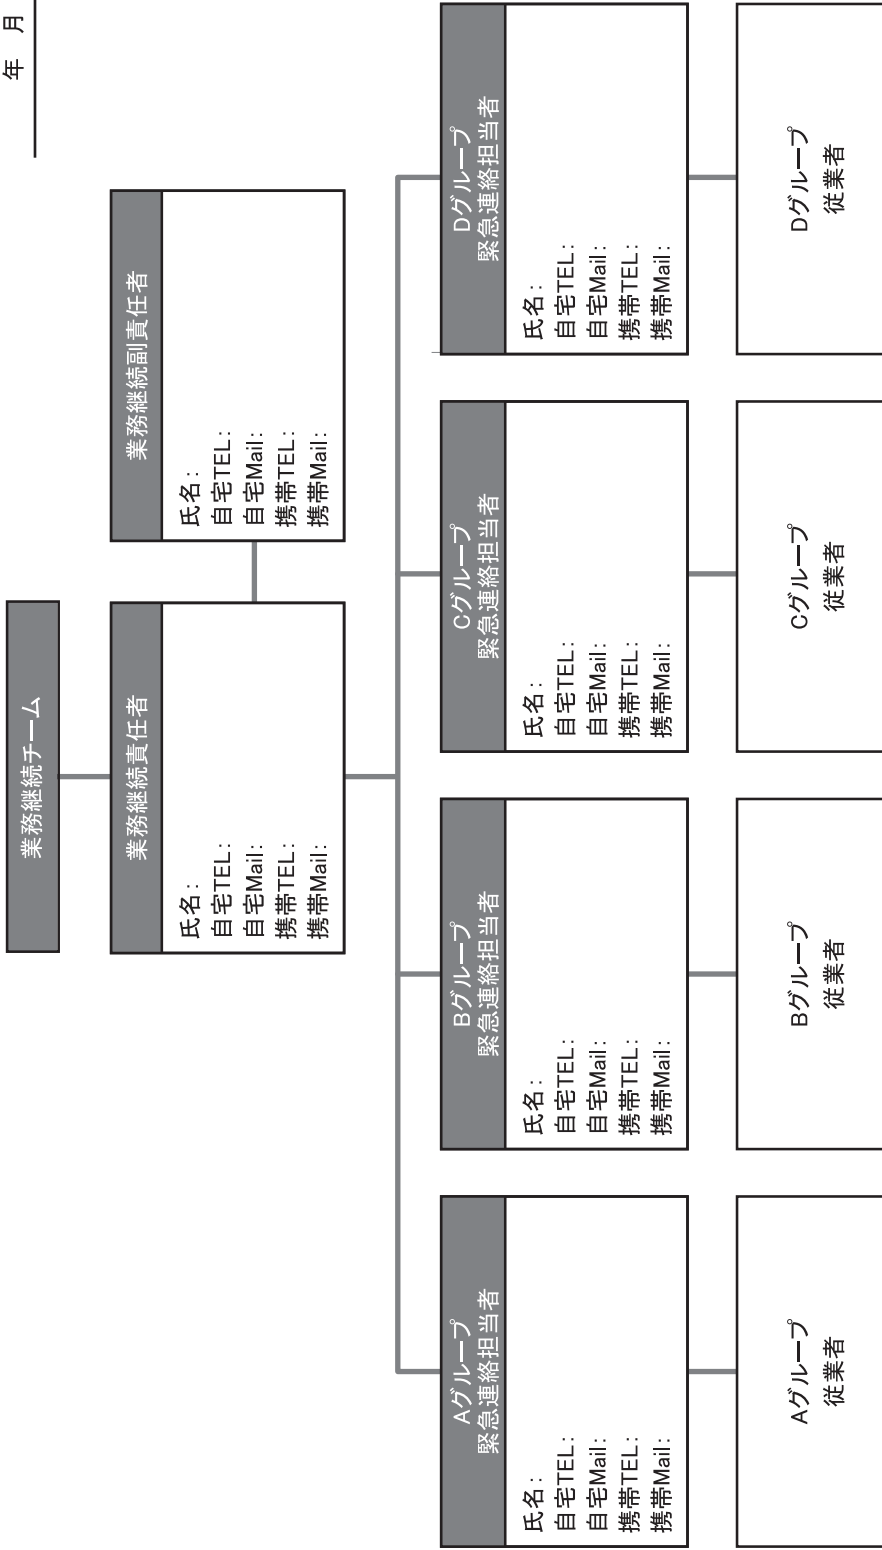 年　月
業務継続チーム
業務継続責任者
氏名：
自宅TEL：
自宅Mail：
携帯TEL：
携帯Mail：
業務継続副責任者
氏名：
自宅TEL：
自宅Mail：
携帯TEL：
携帯Mail：
Aグループ
緊急連絡担当者
氏名：
自宅TEL：
自宅Mail：
携帯TEL：
携帯Mail：
Bグループ
緊急連絡担当者
氏名：
自宅TEL：
自宅Mail：
携帯TEL：
携帯Mail：
Cグループ
緊急連絡担当者
氏名：
自宅TEL：
自宅Mail：
携帯TEL：
携帯Mail：
Dグループ
緊急連絡担当者
氏名：
自宅TEL：
自宅Mail：
携帯TEL：
携帯Mail：
Aグループ
従業者
Bグループ
従業者
Cグループ
従業者
Dグループ
従業者